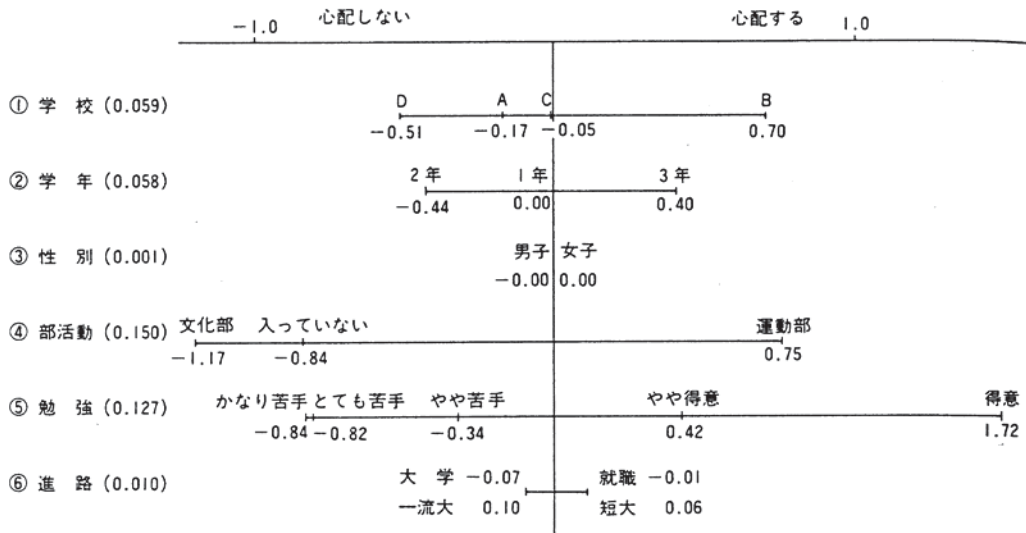 心配しない 心配する
−1.0 1.0
① 学 校 (0.059)
D A C B
−0.51 −0.17 −0.05 0.70
② 学 年 (0.058)
2年 1年 3年
−0.44 0.00 0.40
③ 性 別 (0.001)
男子 女子
−0.00 0.00
④ 部活動 (0.150)
文化部 入っていない 運動部
−1.17 −0.84 0.75
⑤ 勉 強 (0.127)
かなり苦手 とても苦手 やや苦手 やや得意 得意
−0.84 −0.82 −0.34 0.42 1.72
⑥ 進 路 (0.010)
大 学 −0.07 就職 −0.01
一流大 0.10 短大 0.06